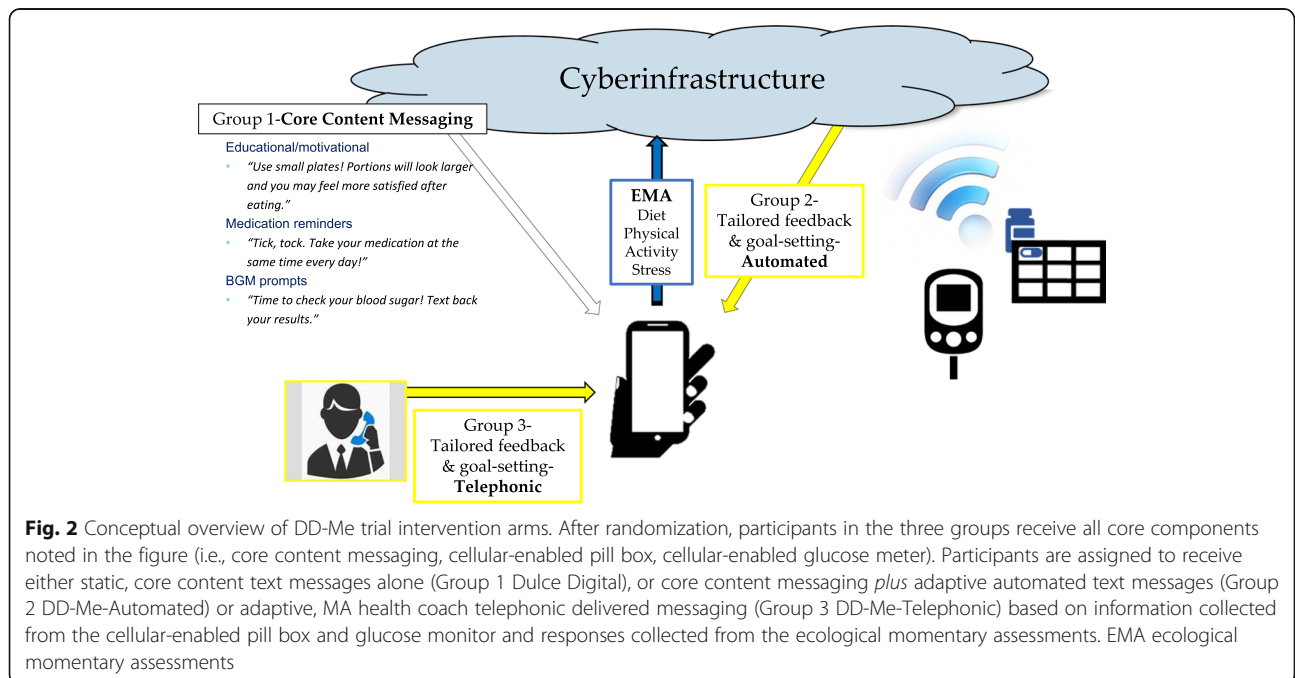 Cyberinfrastructure
Group 1-Core Content Messaging
Educational/motivational
• “Use small plates! Portions will look larger
and you may feel more satisfied after
eating.”
Medication reminders
• “Tick, tock. Take your medication at the
same time every day!”
BGM prompts
• “Time to check your blood sugar! Text back
your results.”
EMA
Diet
Physical
Activity
Stress
Group 2-
Tailored feedback
& goal-setting-
Automated
Group 3-
Tailored feedback
& goal-setting-
Telephonic
Fig. 2 Conceptual overview of DD-Me trial intervention arms. After randomization, participants in the three groups receive all core components
noted in the figure (i.e., core content messaging, cellular-enabled pill box, cellular-enabled glucose meter). Participants are assigned to receive
either static, core content text messages alone (Group 1 Dulce Digital), or core content messaging plus adaptive automated text messages (Group
2 DD-Me-Automated) or adaptive, MA health coach telephonic delivered messaging (Group 3 DD-Me-Telephonic) based on information collected
from the cellular-enabled pill box and glucose monitor and responses collected from the ecological momentary assessments. EMA ecological
momentary assessments